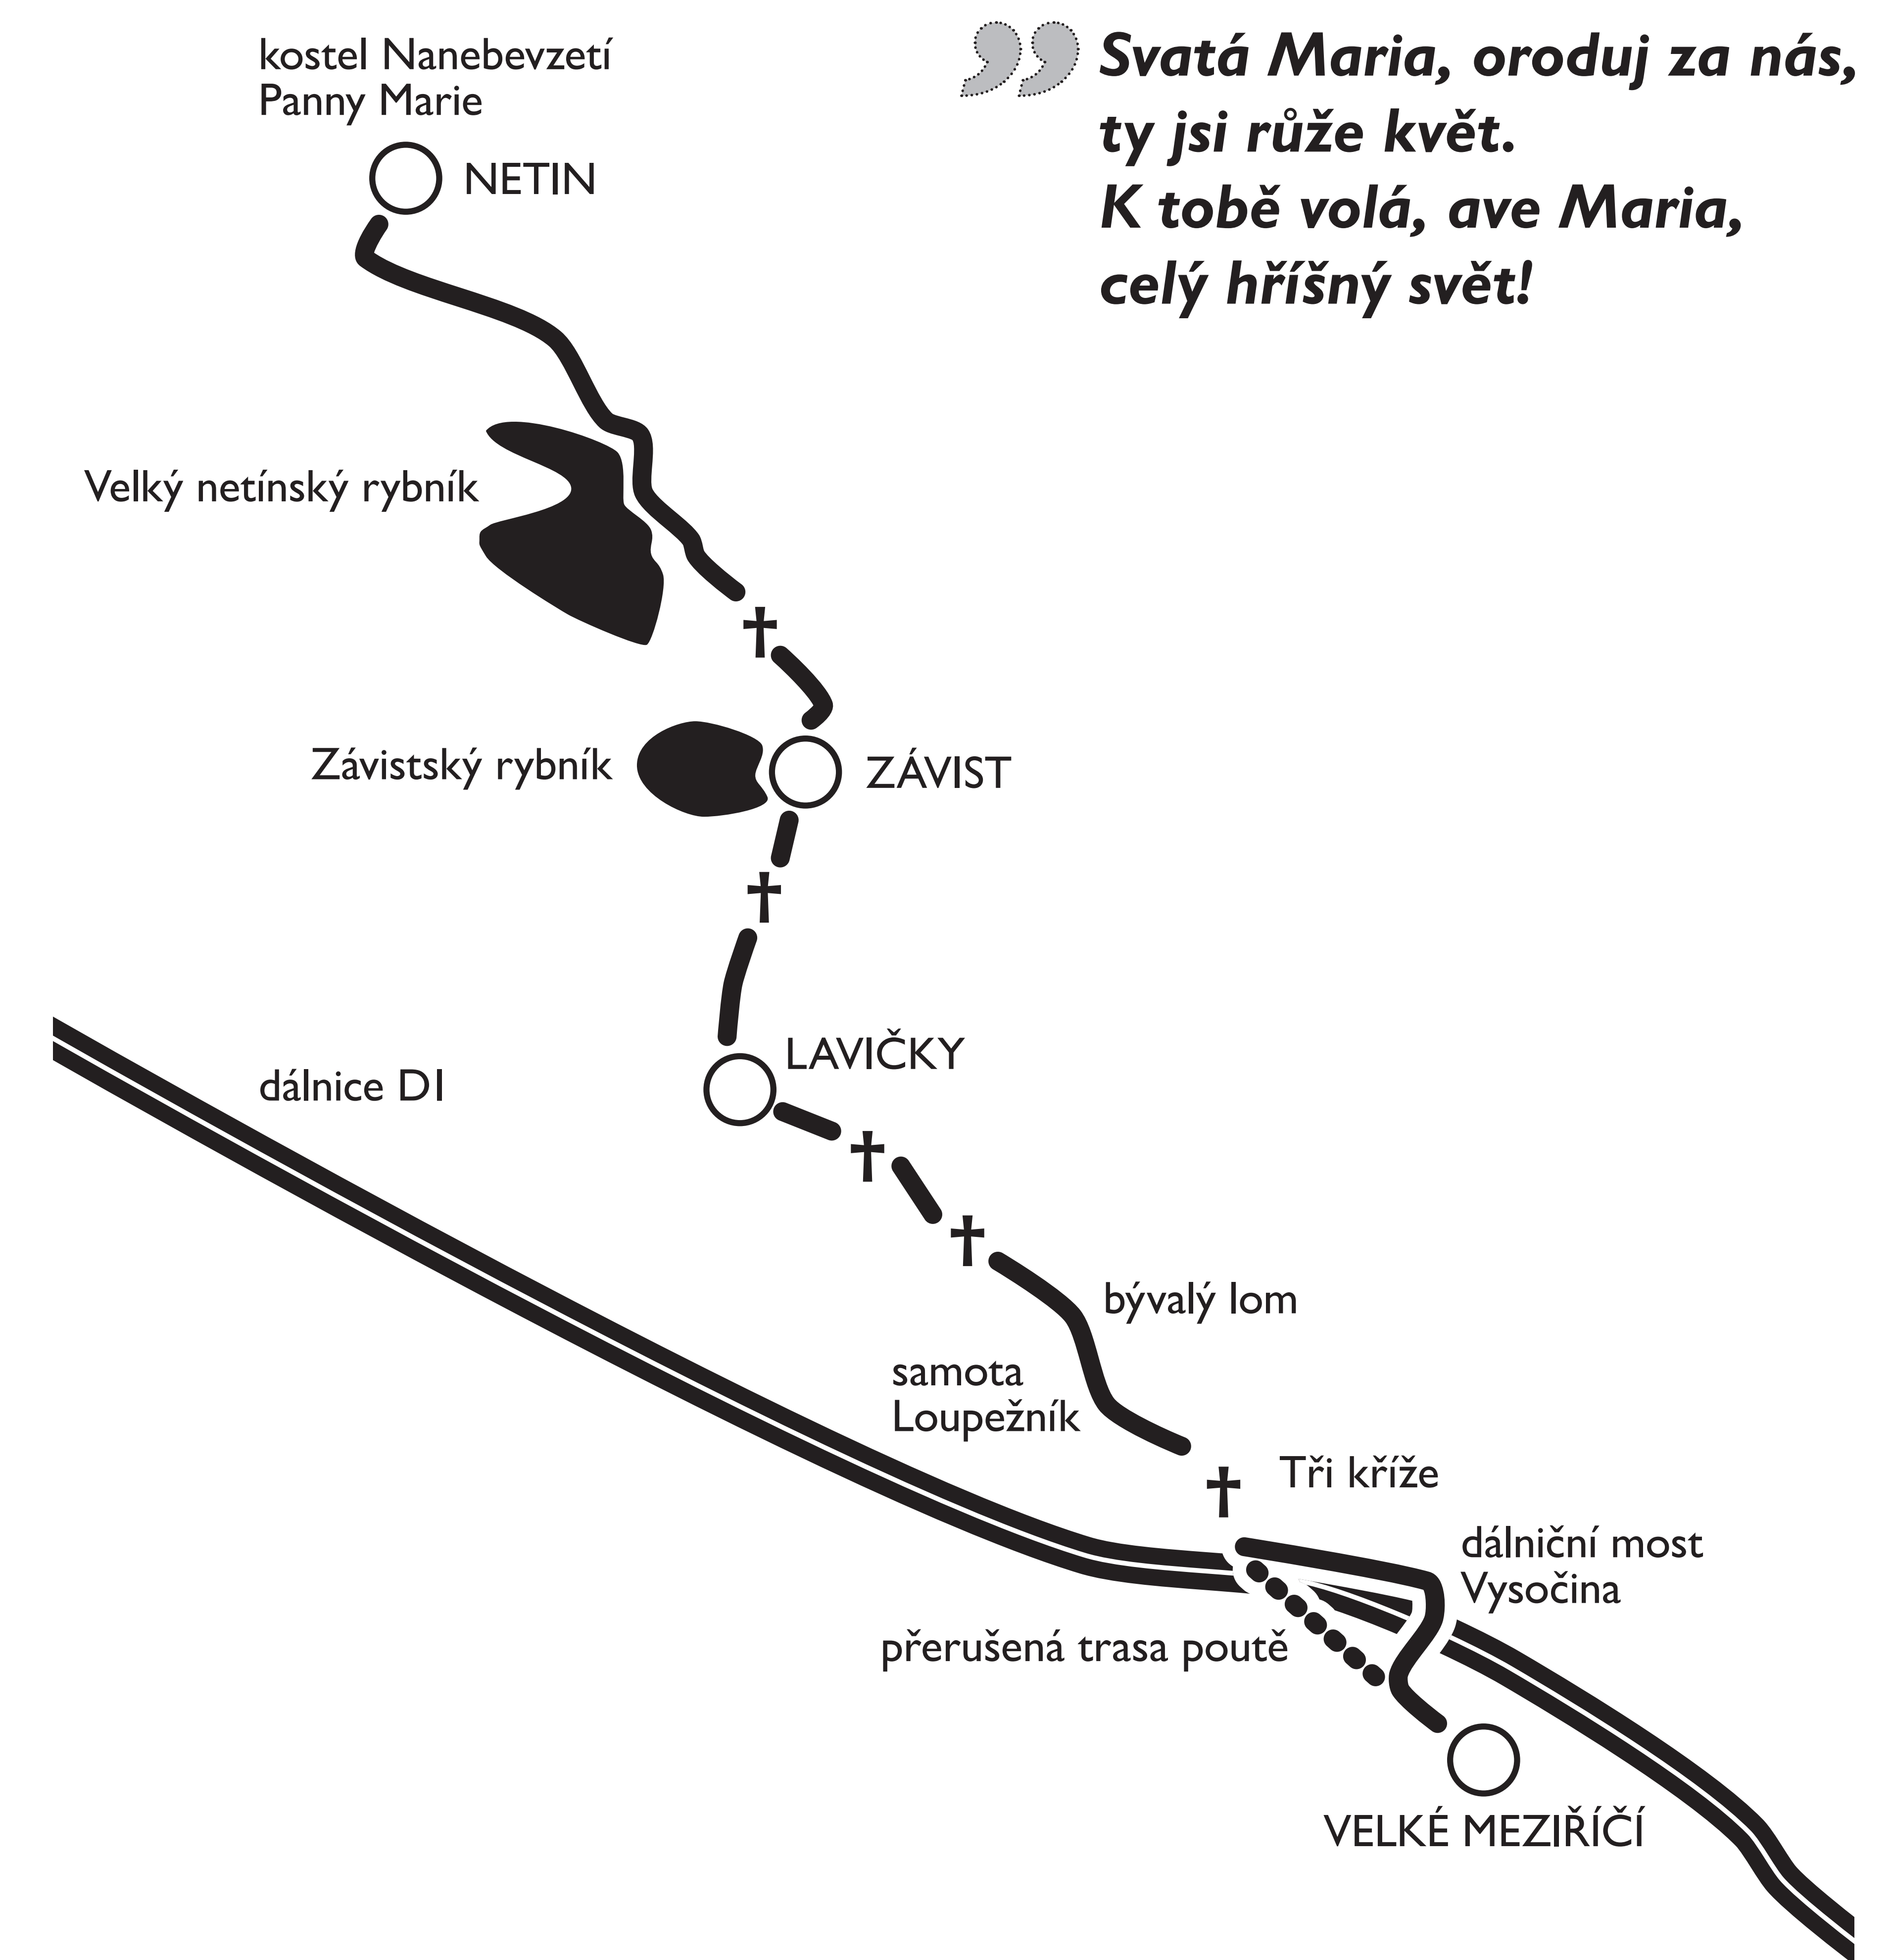 kostel Nanebevzetí
Panny Marie
NETIN
Svatá Maria, oroduj za nás,
ty jsi růže květ.
K tobě volá, ave Maria,
celý hříšný svět!
Velký netínský rybník
Závistský rybník
ZÁVIST
LAVIČKY
dálnice D1
bývalý lom
samota
Loupežník
Tři kříže
dálniční most
Vysočina
přerušená trasa poutě
VELKÉ MEZIŘÍČÍ